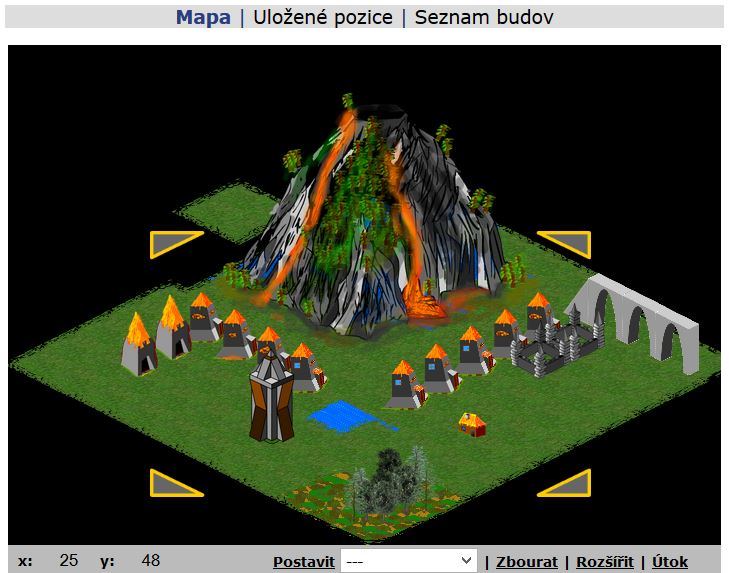 Mapa | Uložené pozice | Seznam budov
x: 25 y: 48 Postavit --- | Zbourat | Rozšířit | Útok